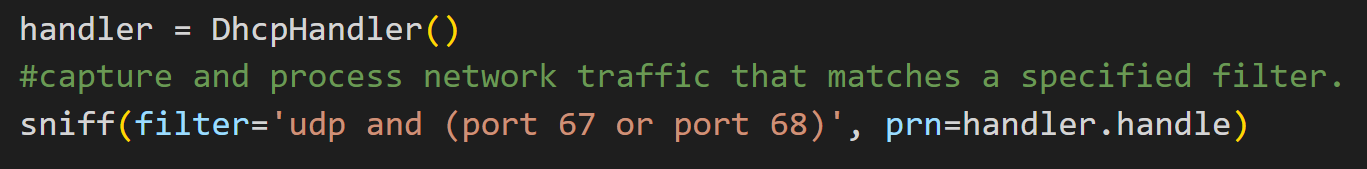 handler = DhcpHandler()
#capture and process network traffic that matches a specified filter.
sniff(filter='udp and (port 67 or port 68)', prn=handler.handle)